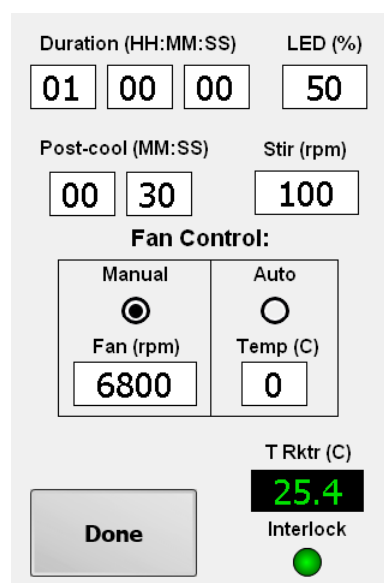 Duration (HH:MM:SS) LED (%)
01 00 00 50
Post-cool (MM:SS) Stir (rpm)
00 30 100
Fan Control:
Manual Auto
Fan (rpm) Temp (C)
6800 0
T Rktr (C)
25.4
Done Interlock